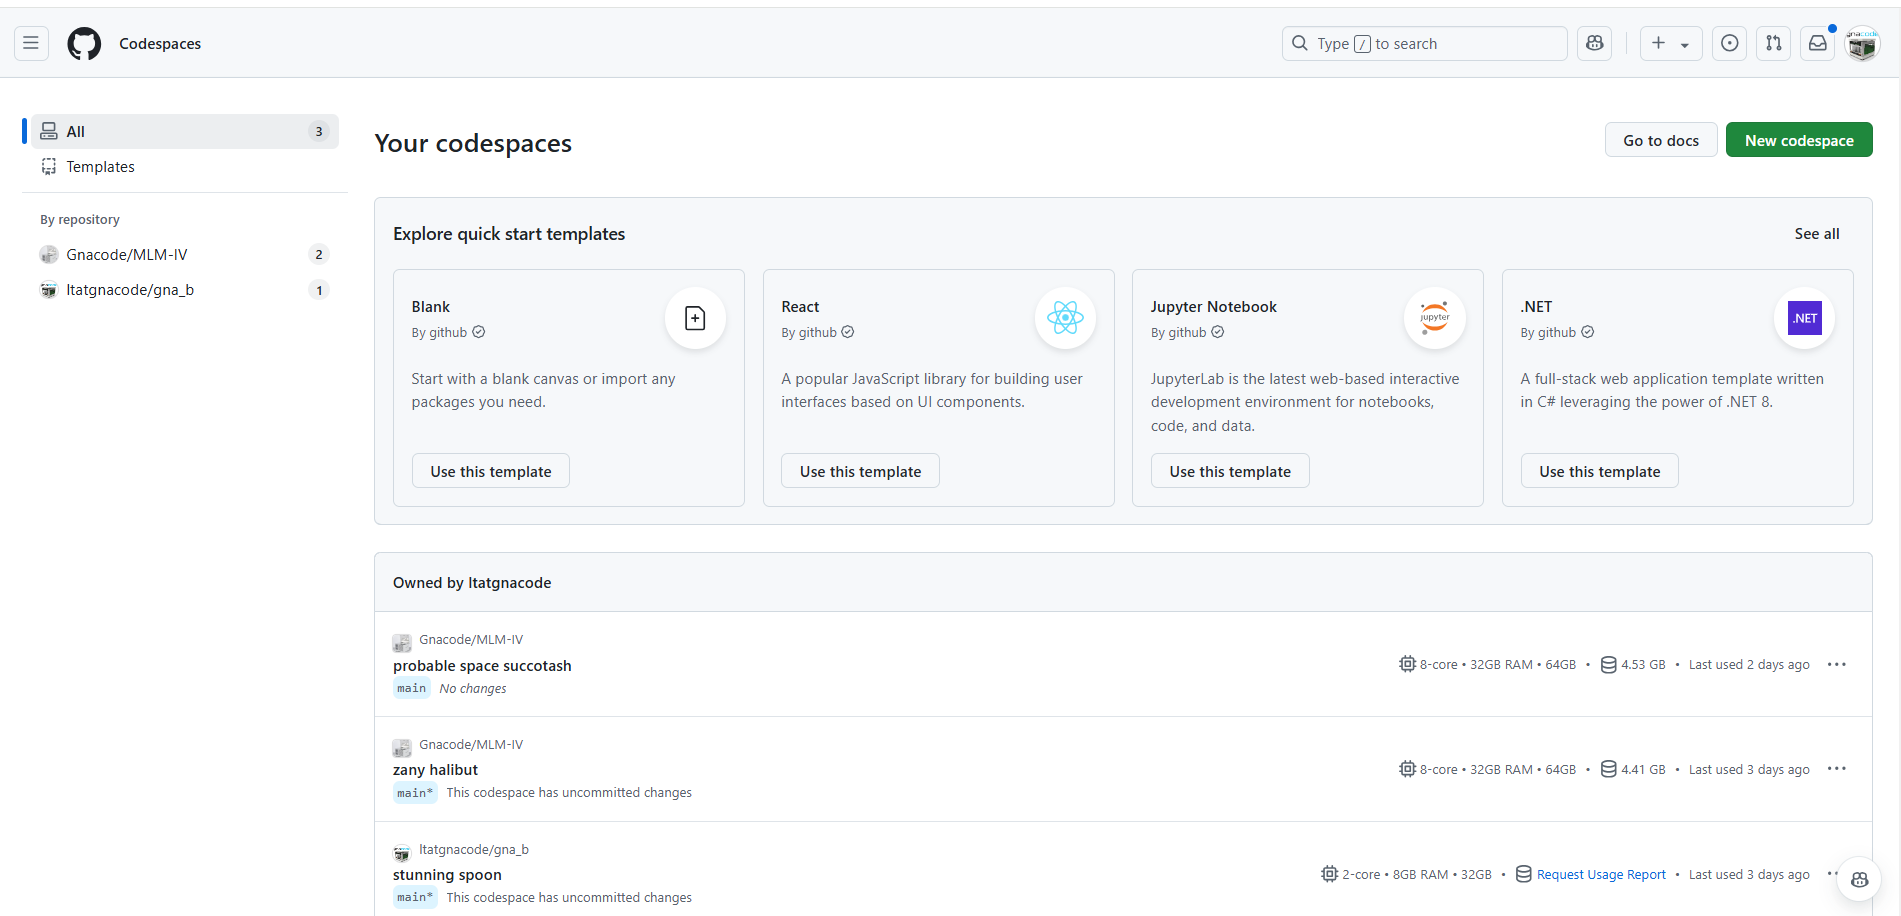 Codespaces
Type / to search
All 3
Templates
By repository
Gnacode/MLM-IV 2
ltatgnacode/gna_b 1
Your codespaces
Go to docs
New codespace
Explore quick start templates
See all
Blank
By github
Start with a blank canvas or import any
packages you need.
Use this template
React
By github
A popular JavaScript library for building user
interfaces based on UI components.
Use this template
Jupyter Notebook
By github
jupyter
JupyterLab is the latest web-based interactive
development environment for notebooks,
code, and data.
Use this template
.NET
By github
.NET
A full-stack web application template written
in C# leveraging the power of .NET 8.
Use this template
Owned by ltatgnacode
Gnacode/MLM-IV
probable space succotash
main No changes
8-core • 32GB RAM • 64GB • 4.53 GB • Last used 2 days ago
Gnacode/MLM-IV
zany halibut
main* This codespace has uncommitted changes
8-core • 32GB RAM • 64GB • 4.41 GB • Last used 3 days ago
ltatgnacode/gna_b
stunning spoon
main* This codespace has uncommitted changes
2-core • 8GB RAM • 32GB • Request Usage Report • Last used 3 days ago